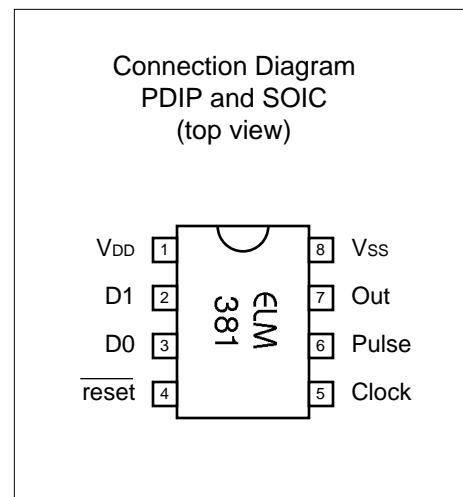 Connection Diagram
PDIP and SOIC
(top view)
VDD 1 8 VSS
D1 2 7 Out
D0 3 6 Pulse
reset 4 5 Clock
ELM
381